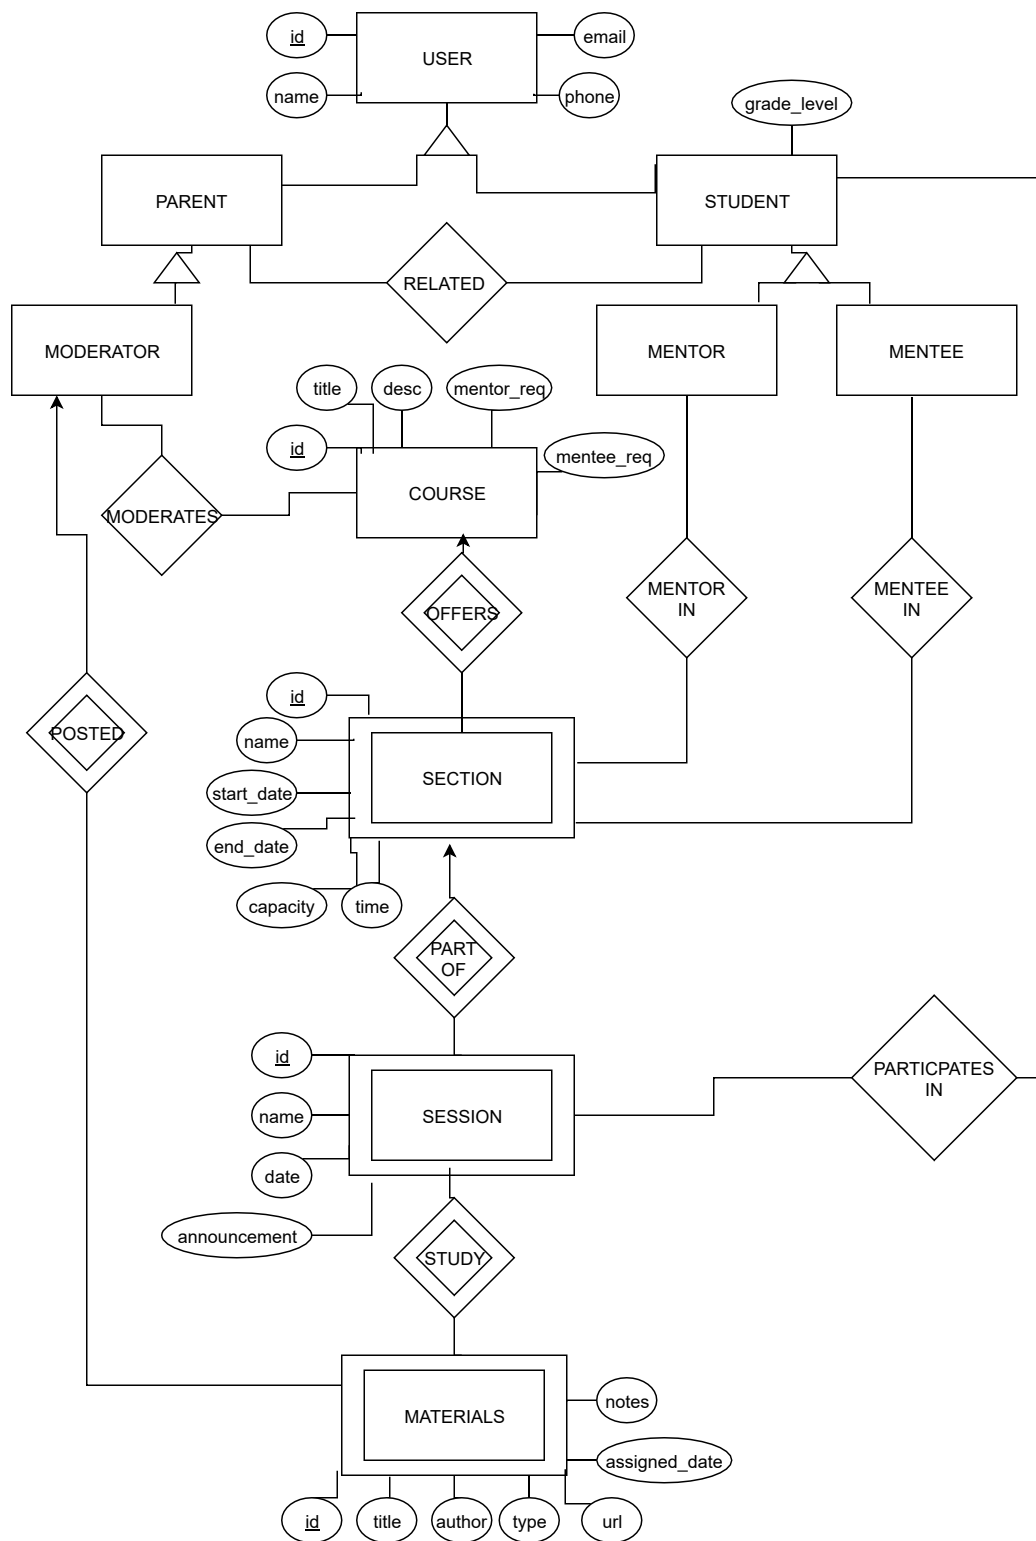 id
USER
email
name
phone
grade_level
PARENT
STUDENT
RELATED
MODERATOR
MENTOR
MENTEE
title
desc
mentor_req
id
mentee_req
COURSE
MODERATES
OFFERS
MENTOR
IN
MENTEE
IN
id
name
POSTED
SECTION
start_date
end_date
capacity
time
PART
OF
id
PARTICPATES
IN
name
SESSION
date
announcement
STUDY
notes
MATERIALS
assigned_date
id
title
author
type
url